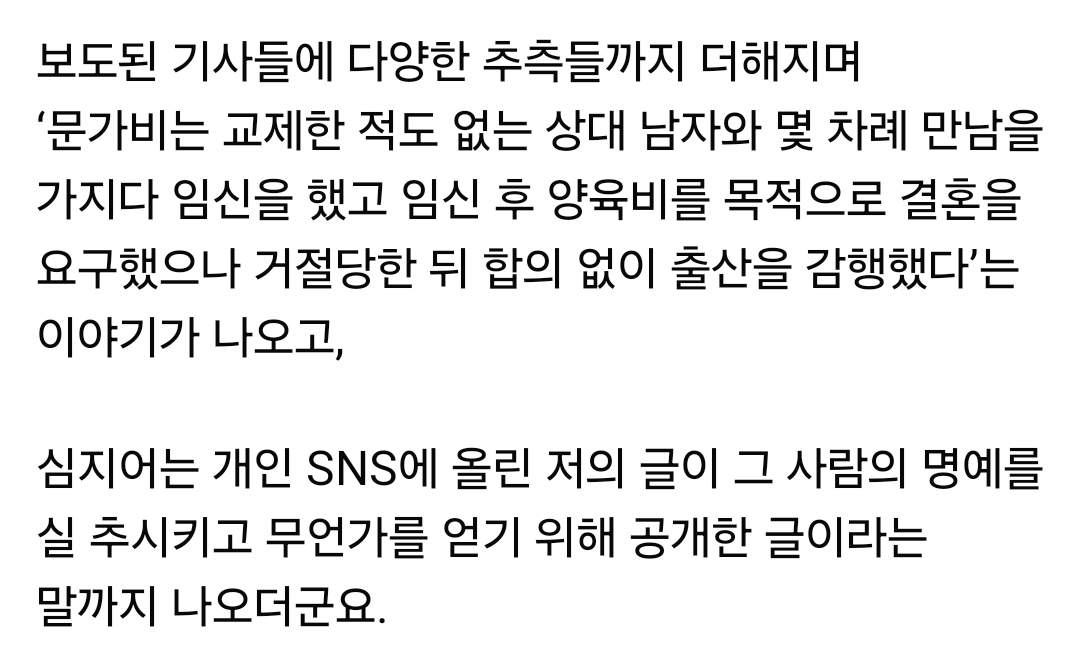 보도된 기사들에 다양한 추측들까지 더해지며
‘문가비는 교제한 적도 없는 상대 남자와 몇 차례 만남을
가지다 임신을 했고 임신 후 양육비를 목적으로 결혼을
요구했으나 거절당한 뒤 합의 없이 출산을 감행했다’는
이야기가 나오고,
심지어는 개인 SNS에 올린 저의 글이 그 사람의 명예를
실 추시키고 무언가를 얻기 위해 공개한 글이라는
말까지 나오더군요.